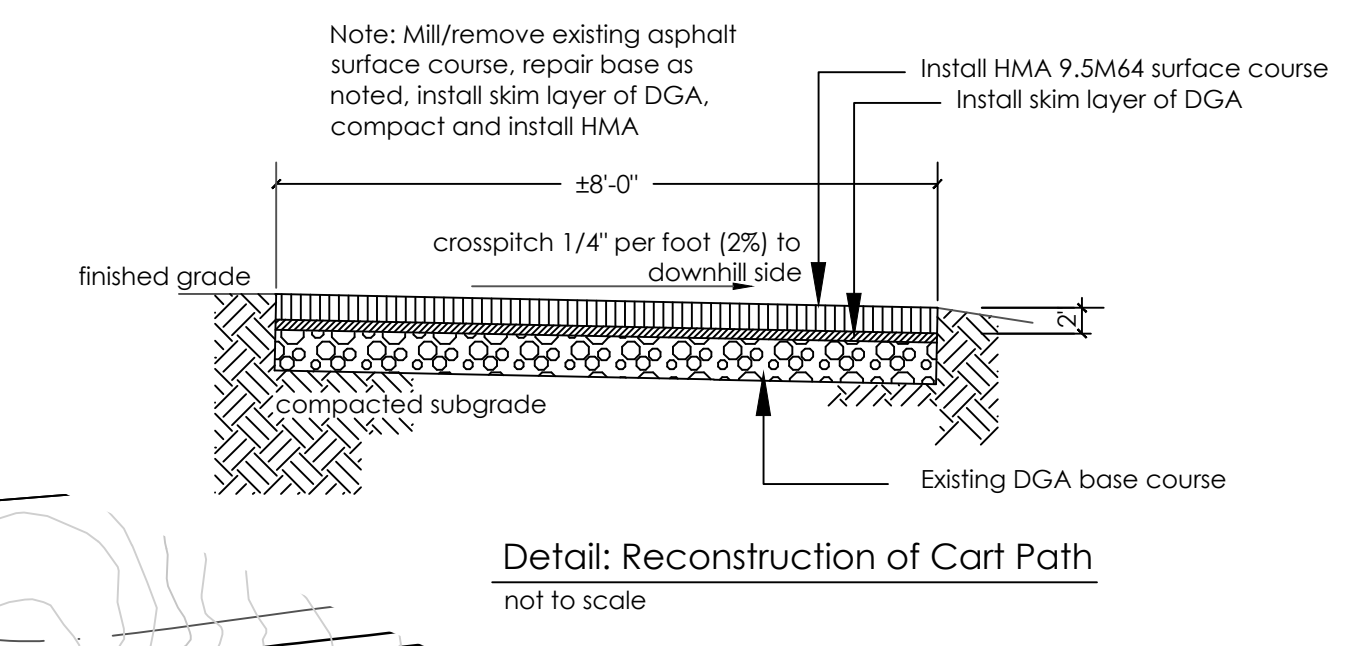 Note: Mill/remove existing asphalt
surface course, repair base as
noted, install skim layer of DGA,
compact and install HMA
Install HMA 9.5M64 surface course
Install skim layer of DGA
±8'-0"
crosspitch 1/4" per foot (2%) to
downhill side
finished grade
2'
compacted subgrade
Existing DGA base course
Detail: Reconstruction of Cart Path
not to scale